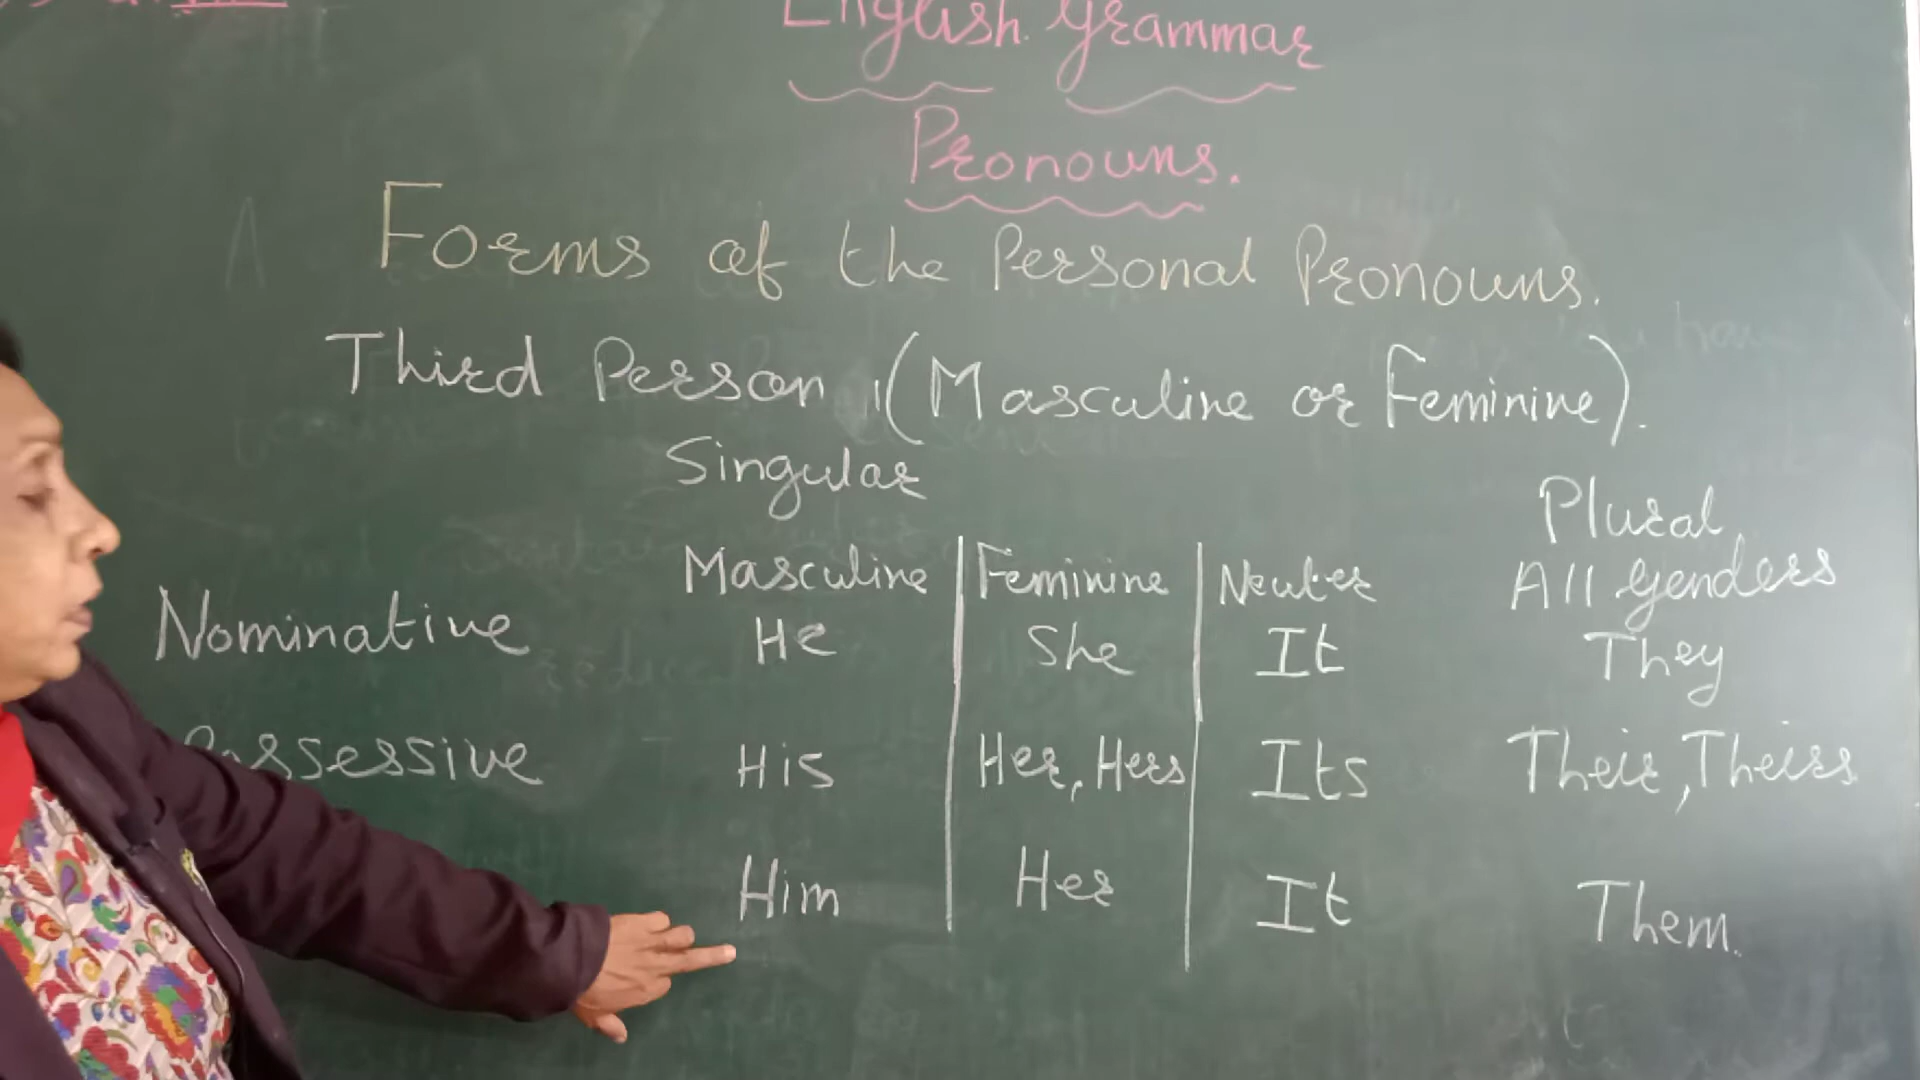 English Grammar
Pronouns.
Forms of the Personal Pronouns.
Third Person, (Masculine or Feminine).
Singular Plural
Masculine Feminine Neuter All Genders
Nominative He She It They
Possessive His Her, Hers Its Their, Theirs
Him Her It Them.